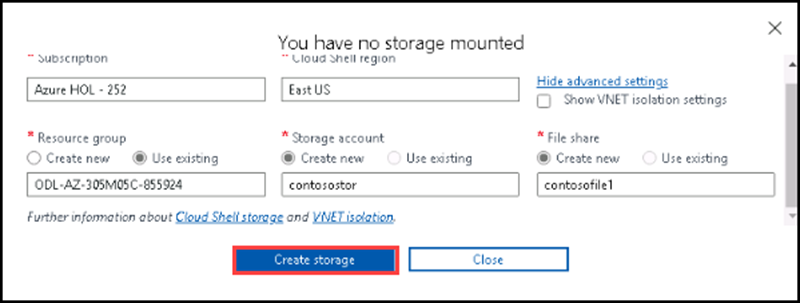 You have no storage mounted
* Subscription * Cloud Shell region
Azure HOL - 252 East US Hide advanced settings
Show VNET isolation settings
* Resource group * Storage account * File share
Create new Use existing Create new Use existing Create new Use existing
ODL-AZ-305M05C-855924 contosostor contosofile1
Further information about Cloud Shell storage and VNET isolation.
Create storage Close